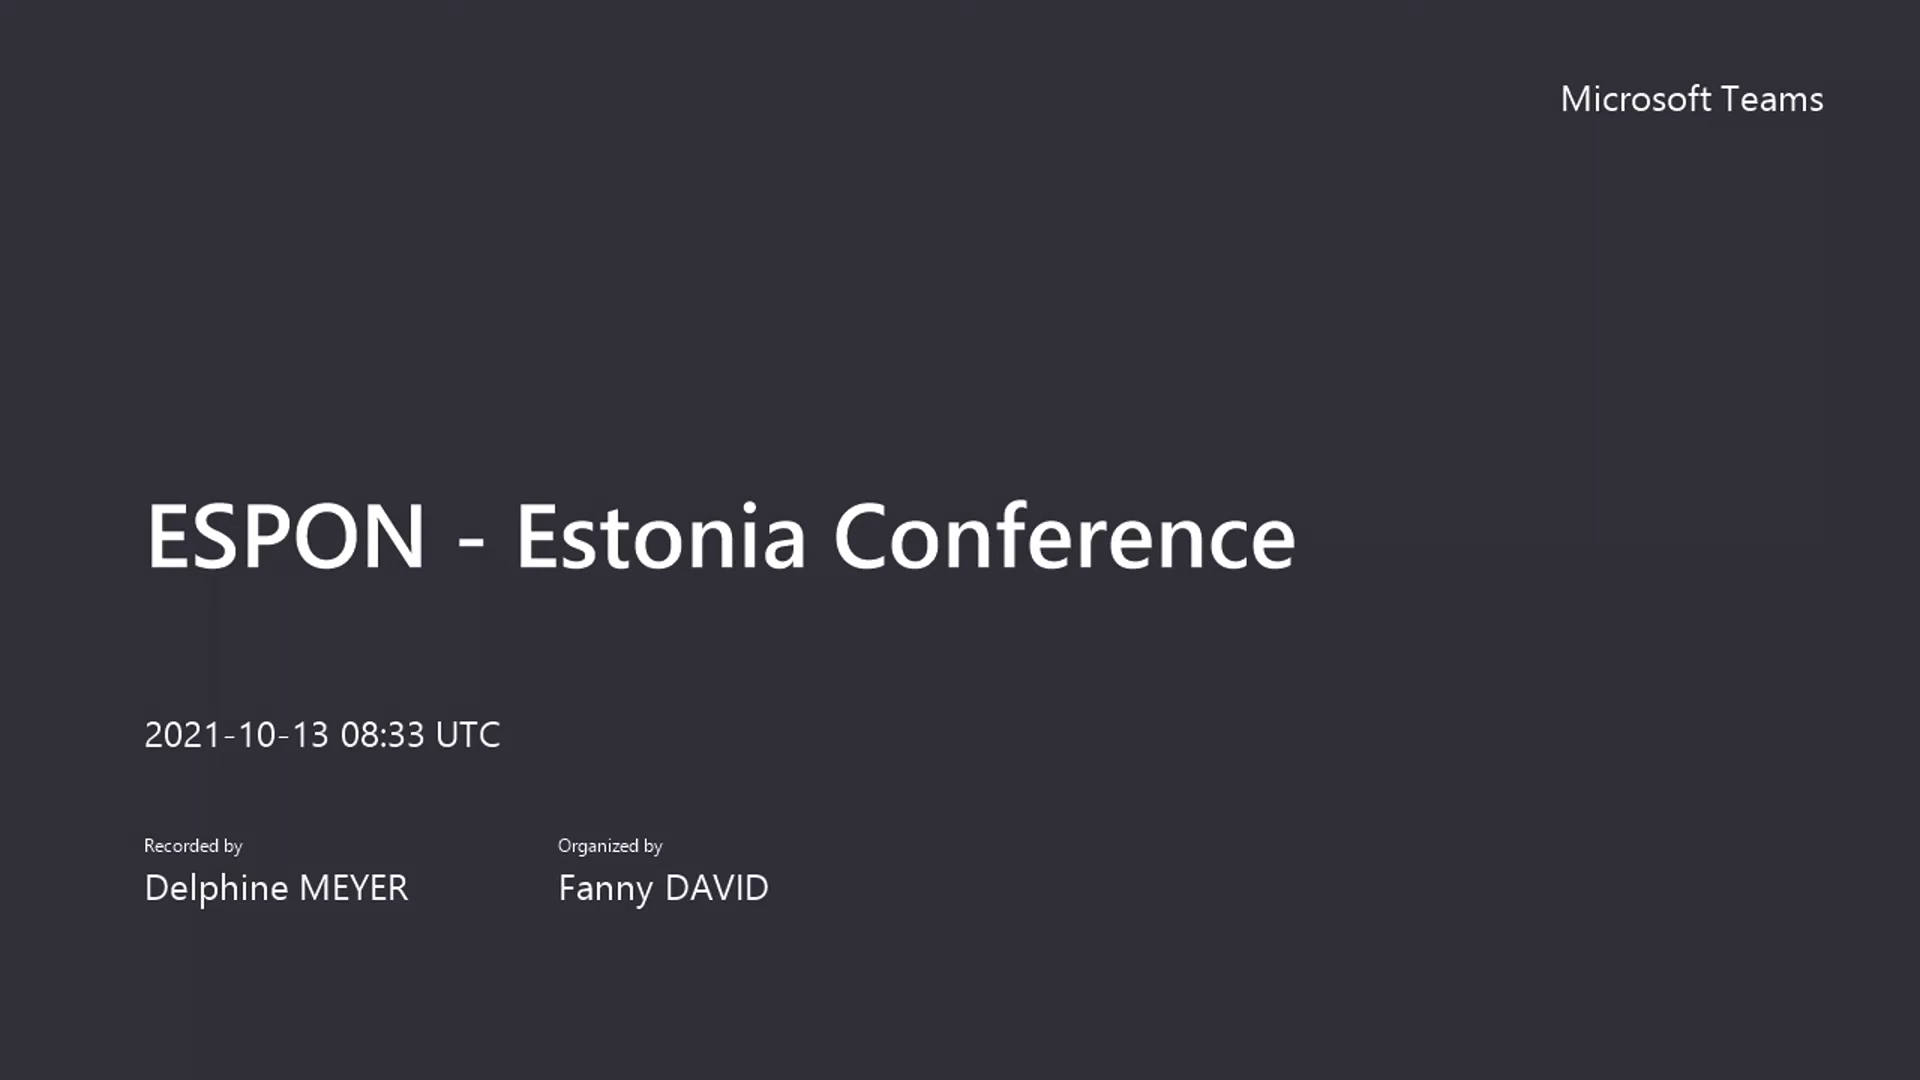 Microsoft Teams
ESPON - Estonia Conference
2021-10-13 08:33 UTC
Recorded by
Delphine MEYER
Organized by
Fanny DAVID